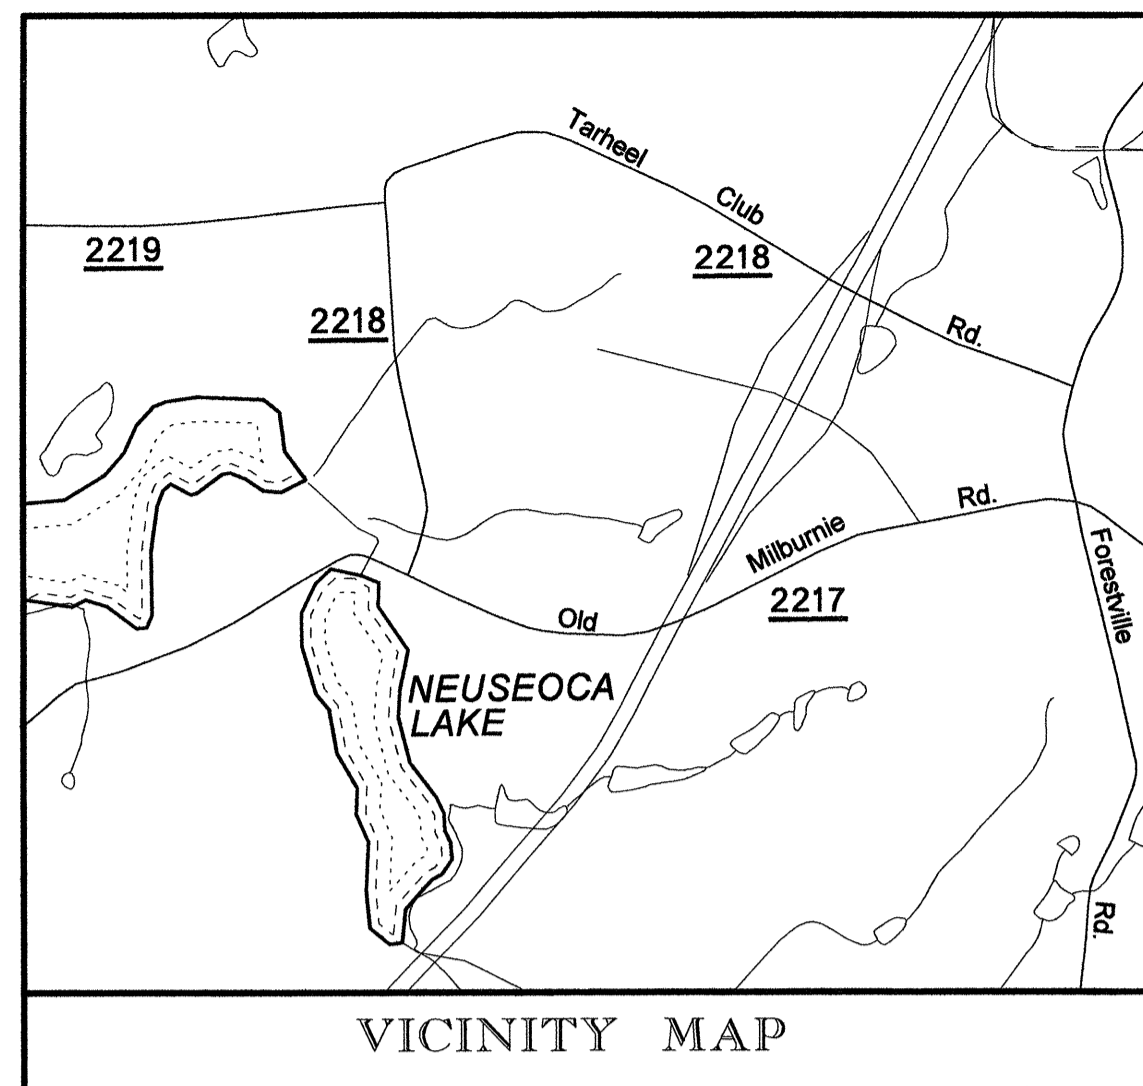 Tarheel Club Rd.
2219
2218
2218
Old Milburnie Rd.
2217
Forestville Rd.
NEUSEOCA
LAKE
VICINITY MAP